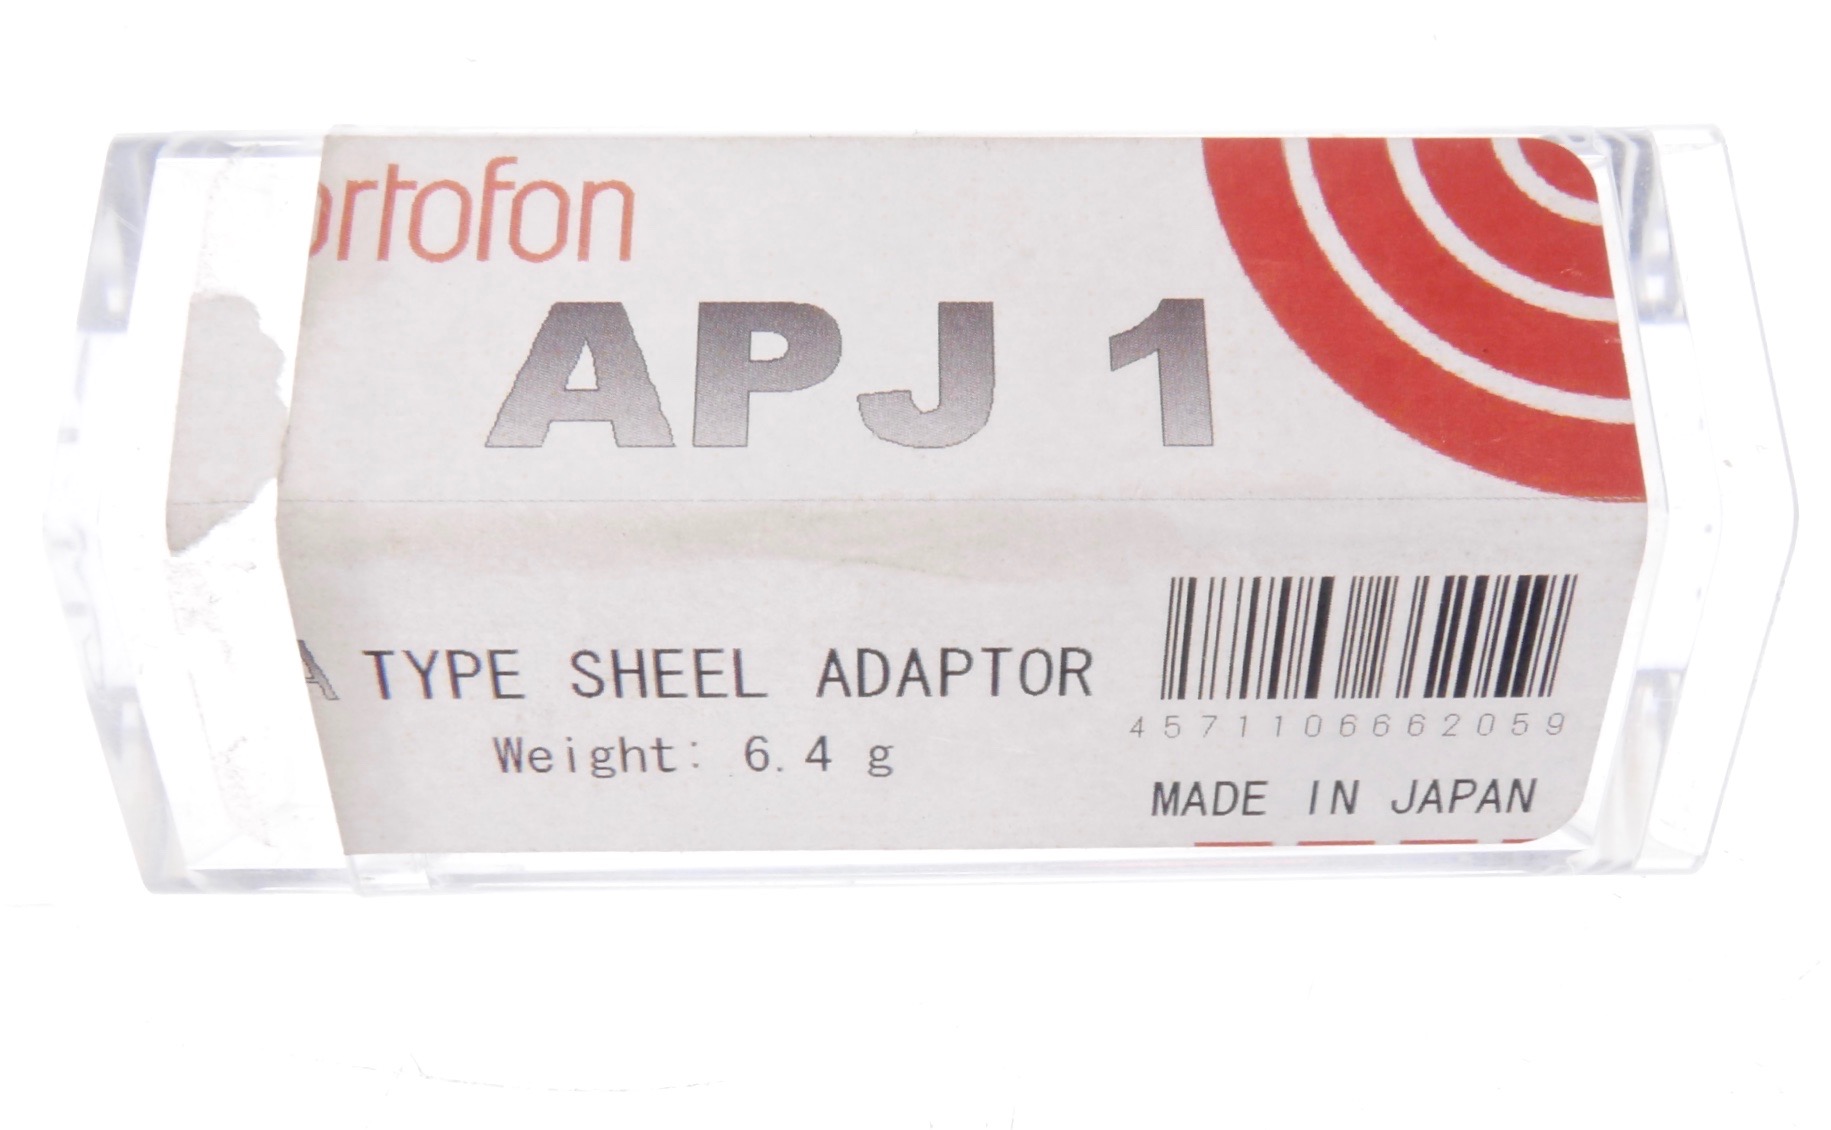 ortofon
APJ 1
A TYPE SHEEL ADAPTOR
Weight: 6.4 g
4571106662059
MADE IN JAPAN